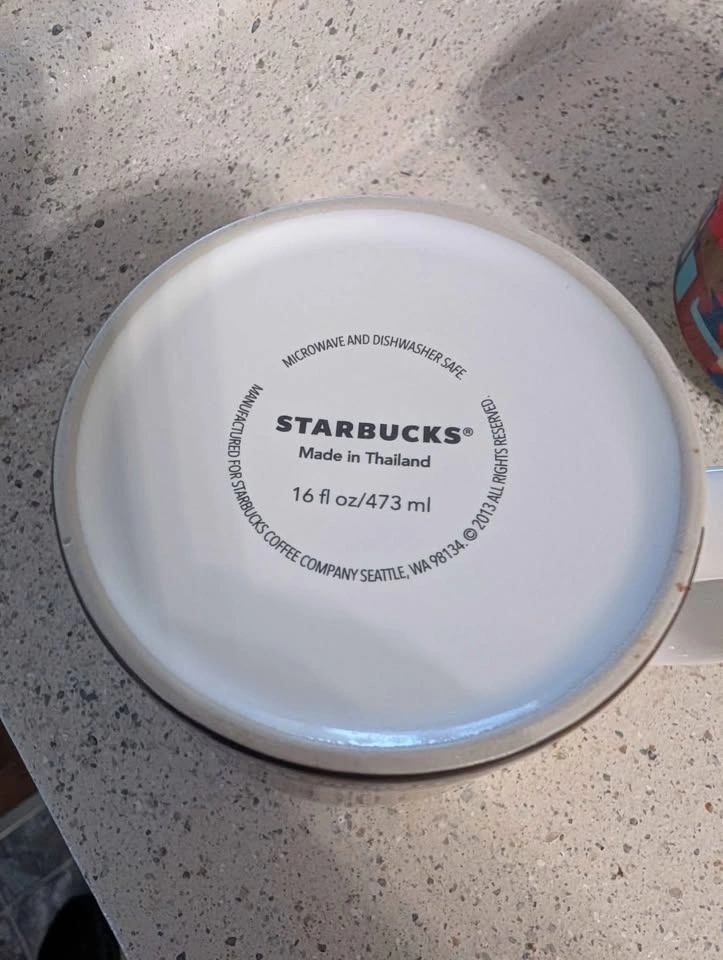 MICROWAVE AND DISHWASHER SAFE.
STARBUCKS®
Made in Thailand
16 fl oz/473 ml
MANUFACTURED FOR STARBUCKS COFFEE COMPANY SEATTLE, WA 98134. © 2013 ALL RIGHTS RESERVED.